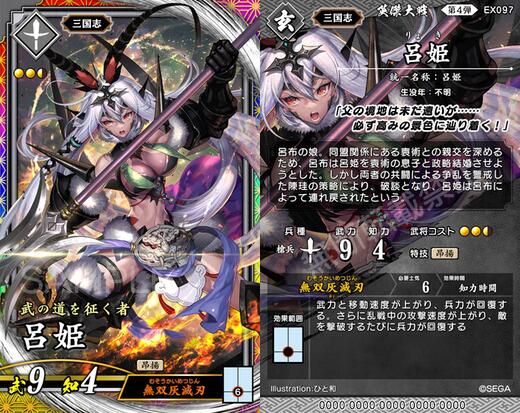 三国志
武の道を征く者
呂姫
昂揚
武9 知4
むそうかいめつじん
無双灰滅刃
6
玄
三国志
英傑大戦
第4弾
EX097
りょき
呂姫
統一名称:呂姫
生没年:不明
「父の境地は未だ遠いが……
必ず高みの景色に辿り着く!」
呂布の娘。同盟関係にある袁術との親交を深める
ため、呂布は呂姫を袁術の息子と政略結婚させよ
うとした。しかし両者の共闘による争乱を警戒し
た陳珪の策略により、破談となり、呂姫は呂布に
よって連れ戻されたという。
兵種 武力 知力 武将コスト
槍兵 9 4 特技 昂揚
むそうかいめつじん
無双灰滅刃
必要士気 6
効果時間 知力時間
効果範囲
武力と移動速度が上がり、兵力が回復す
る。さらに乱戦中の攻撃速度が上がり、敵
を撃破するたびに兵力が回復する
Illustration:ひと和
©SEGA
0000-0000-0000-0000-0000